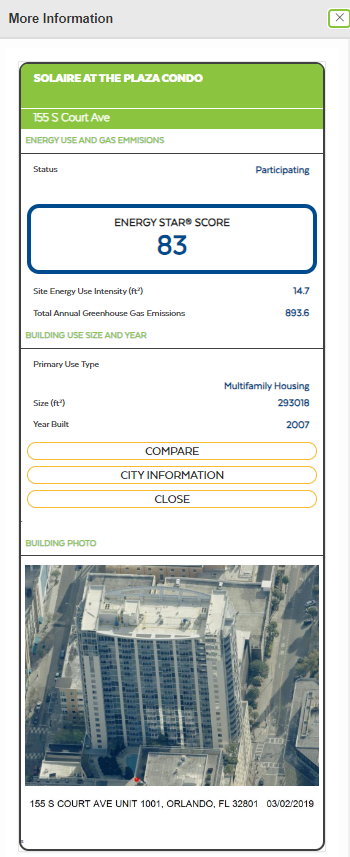 More Information
SOLAIRE AT THE PLAZA CONDO
155 S Court Ave
ENERGY USE AND GAS EMMISIONS
Status Participating
ENERGY STAR® SCORE
83
Site Energy Use Intensity (ft²) 14.7
Total Annual Greenhouse Gas Emissions 893.6
BUILDING USE SIZE AND YEAR
Primary Use Type
Multifamily Housing
Size (ft²) 293018
Year Built 2007
COMPARE
CITY INFORMATION
CLOSE
BUILDING PHOTO
155 S COURT AVE UNIT 1001, ORLANDO, FL 32801 03/02/2019